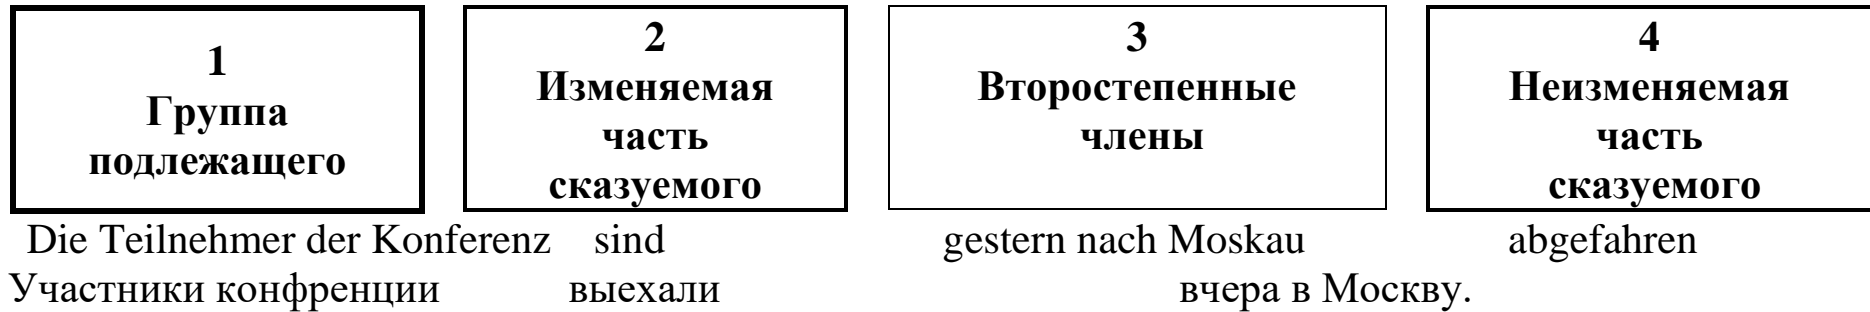 1
Группа
подлежащего
2
Изменяемая
часть
сказуемого
3
Второстепенные
члены
4
Неизменяемая
часть
сказуемого
Die Teilnehmer der Konferenz sind gestern nach Moskau abgefahren
Участники конфренции выехали вчера в Москву.